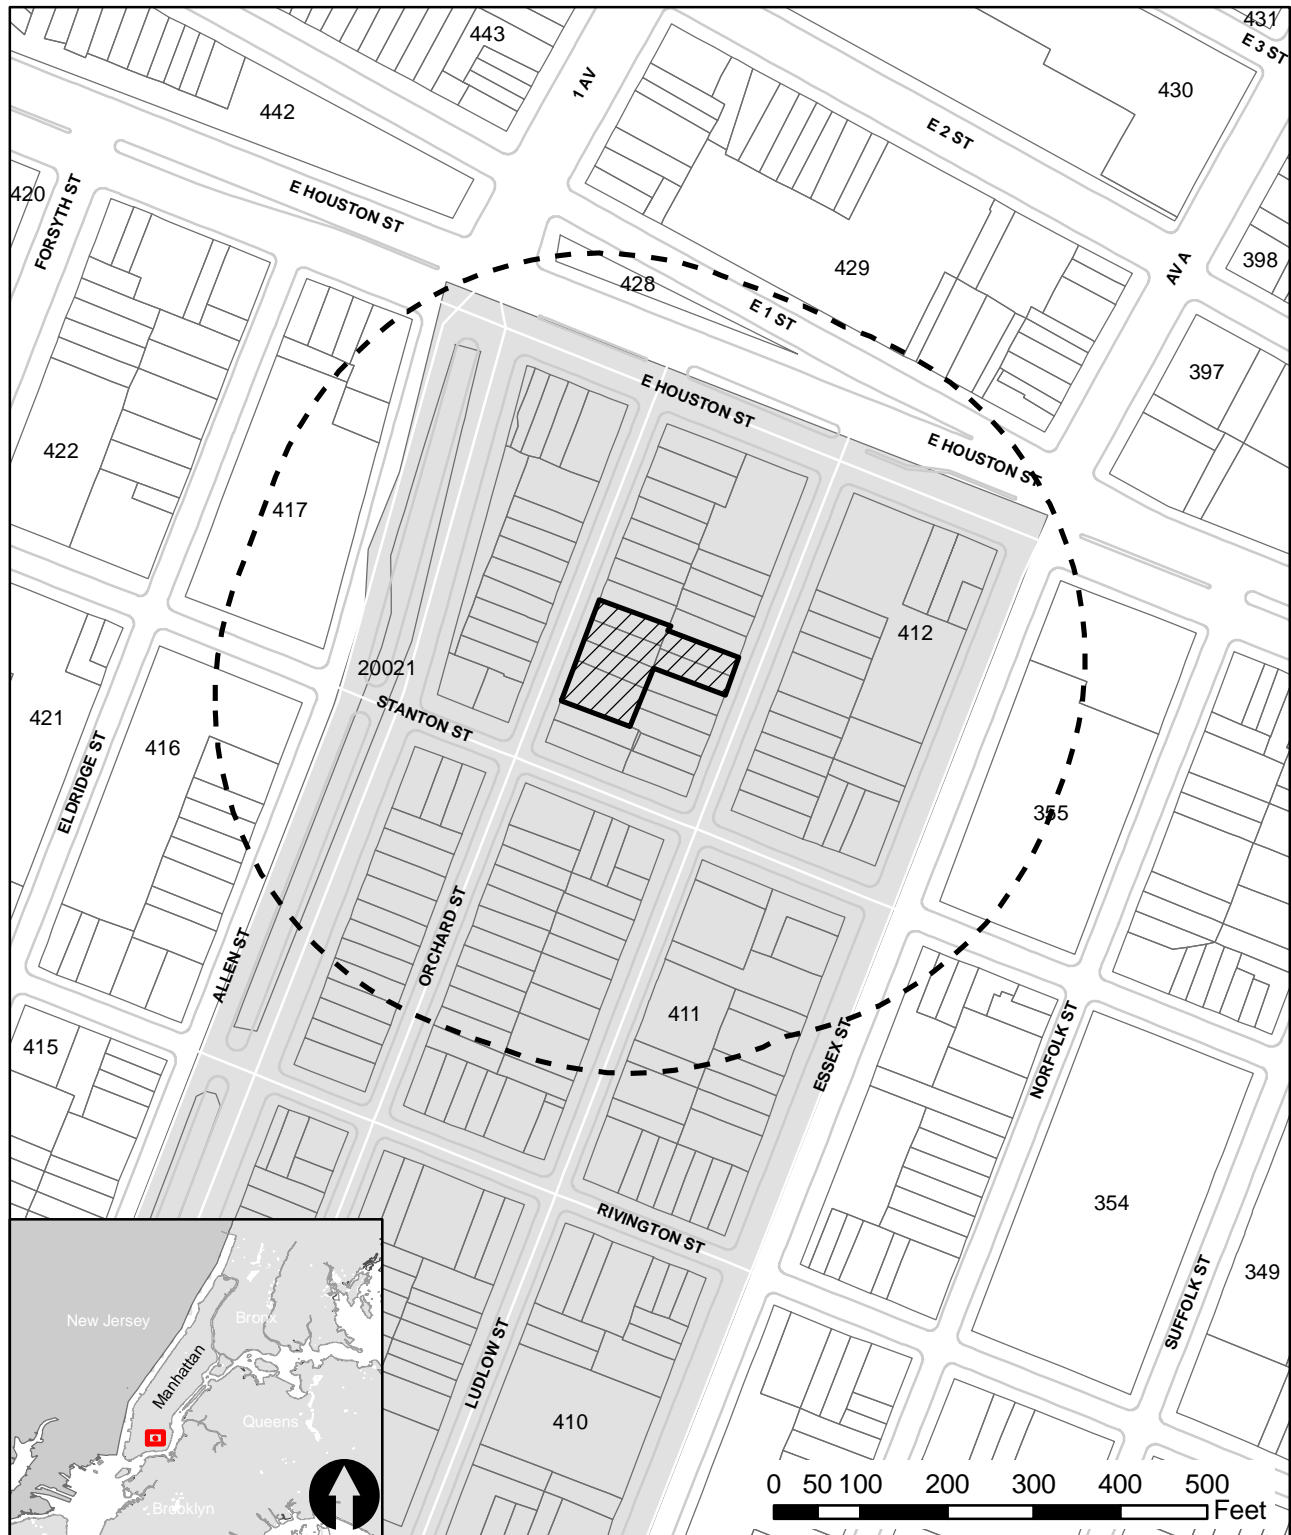 431
E 3 ST
443
1 AV
430
442
E 2 ST
420
FORSYTH ST
E HOUSTON ST
429
AV A
398
428
E 1 ST
397
E HOUSTON ST
422
E HOUSTON ST
417
412
20021
STANTON ST
421
416
ELDRIDGE ST
355
ORCHARD ST
ALLEN ST
411
415
ESSEX ST
NORFOLK ST
354
RIVINGTON ST
349
SUFFOLK ST
LUDLOW ST
410
New Jersey
Bronx
Manhattan
Queens
Brooklyn
0 50 100 200 300 400 500
Feet